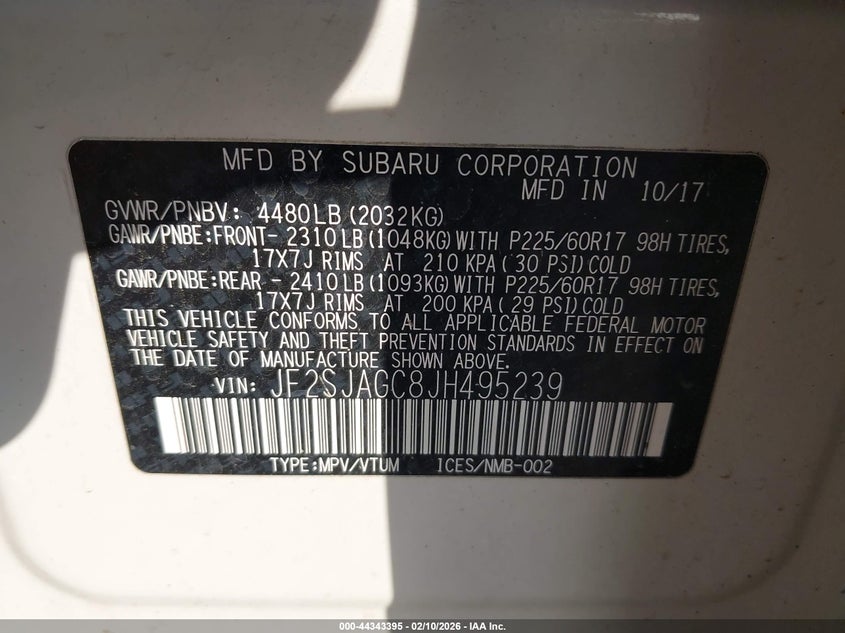 MFD BY SUBARU CORPORATION
MFD IN 10/17
GVWR/PNBV: 4480LB (2032KG)
GAWR/PNBE:FRONT- 2310LB (1048KG) WITH P225/60R17 98H TIRES,
17X7J RIMS AT 210 KPA (30 PSI) COLD
GAWR/PNBE:REAR - 2410LB (1093KG) WITH P225/60R17 98H TIRES,
17X7J RIMS AT 200 KPA (29 PSI) COLD
THIS VEHICLE CONFORMS TO ALL APPLICABLE FEDERAL MOTOR
VEHICLE SAFETY AND THEFT PREVENTION STANDARDS IN EFFECT ON
THE DATE OF MANUFACTURE SHOWN ABOVE.
VIN: JF2SJAGC8JH495239
TYPE:MPV/VTUM ICES/NMB-002
000-44343395 - 02/10/2026 - IAA Inc.